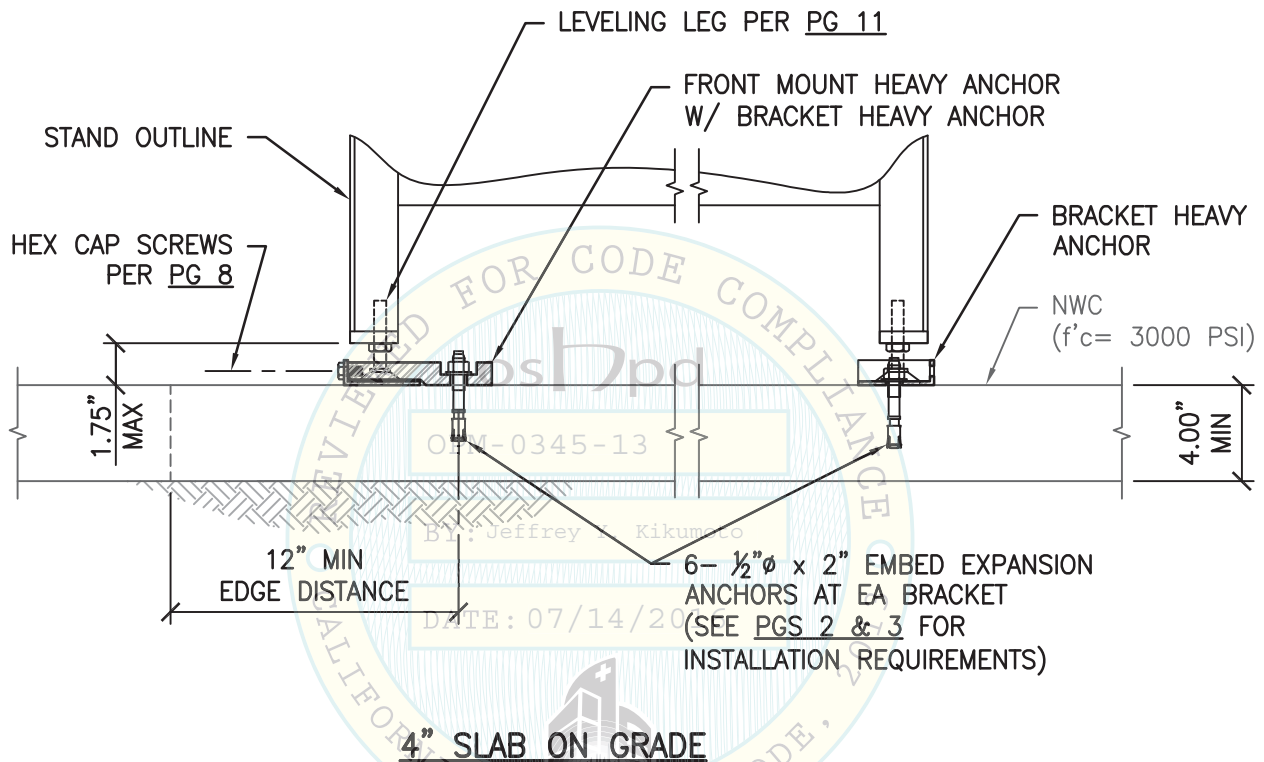 LEVELING LEG PER PG 11
FRONT MOUNT HEAVY ANCHOR
W/ BRACKET HEAVY ANCHOR
STAND OUTLINE
BRACKET HEAVY
ANCHOR
HEX CAP SCREWS
PER PG 8
NWC
(f'c= 3000 PSI)
1.75"
MAX
4.00"
MIN
12" MIN
EDGE DISTANCE
6– ½"ø x 2" EMBED EXPANSION
ANCHORS AT EA BRACKET
(SEE PGS 2 & 3 FOR
INSTALLATION REQUIREMENTS)
4" SLAB ON GRADE
REVIEWED FOR CODE COMPLIANCE
oshpd
OPM-0345-13
BY: Jeffrey Y. Kikumoto
DATE: 07/14/2016